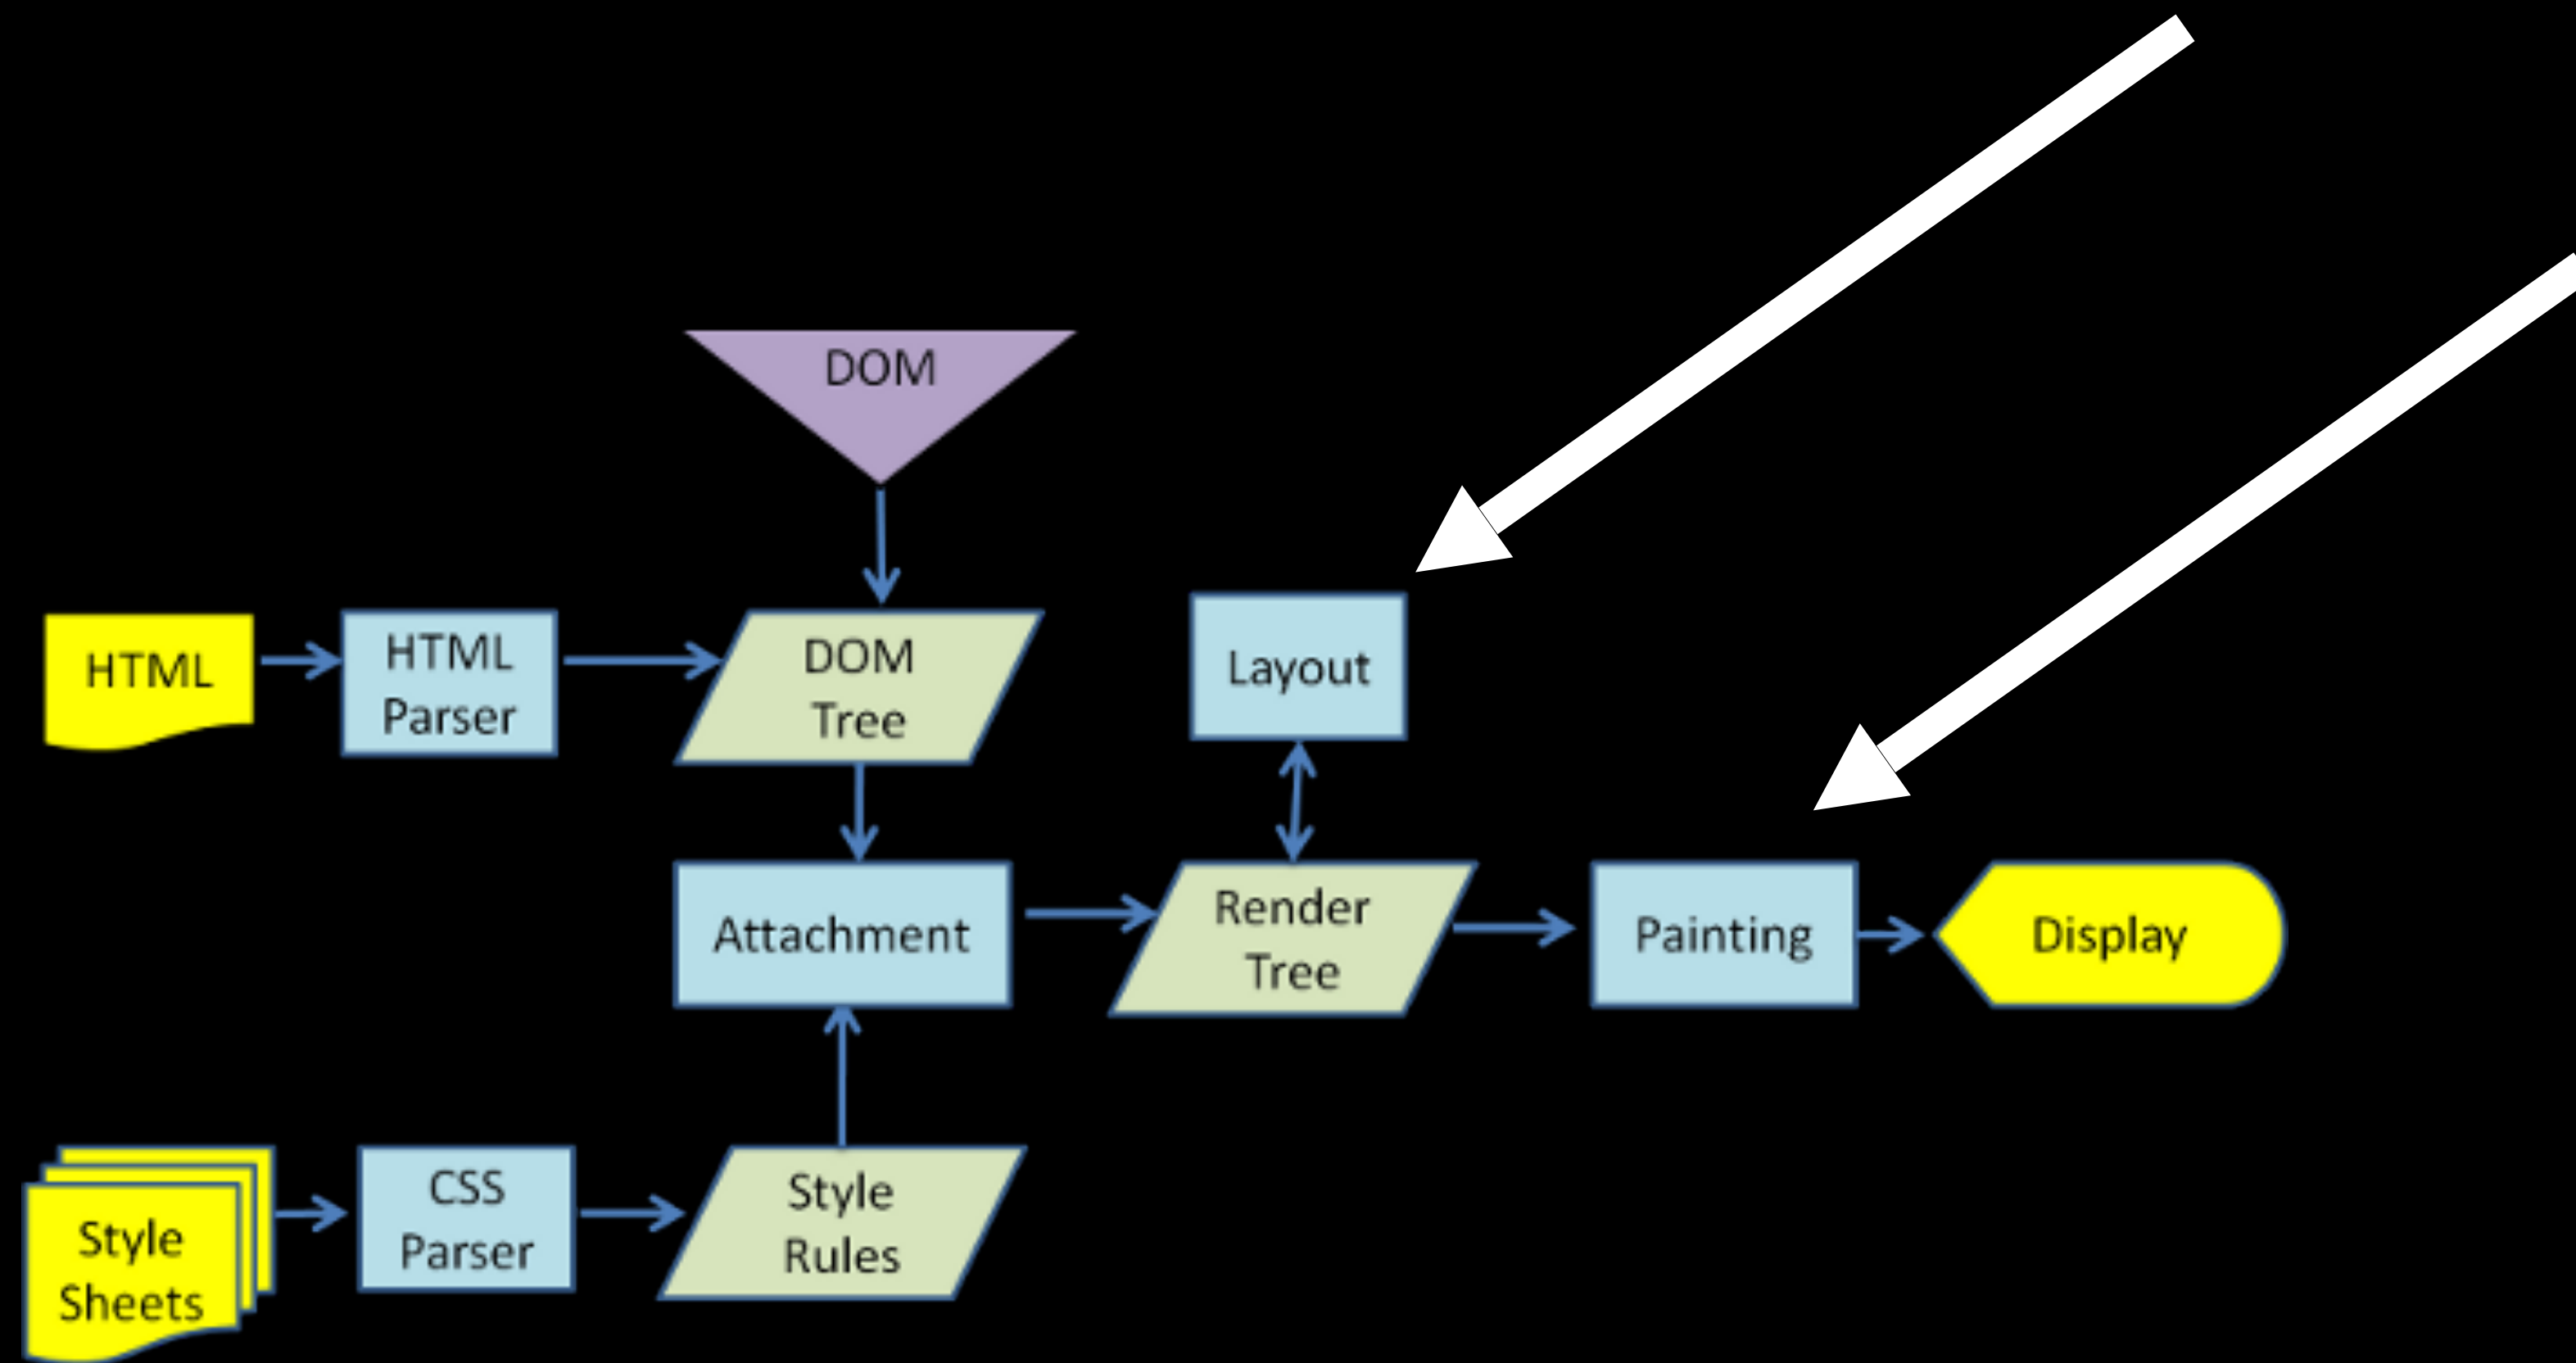 DOM
HTML
HTML
Parser
DOM
Tree
Layout
Attachment
Render
Tree
Painting
Display
Style
Sheets
CSS
Parser
Style
Rules